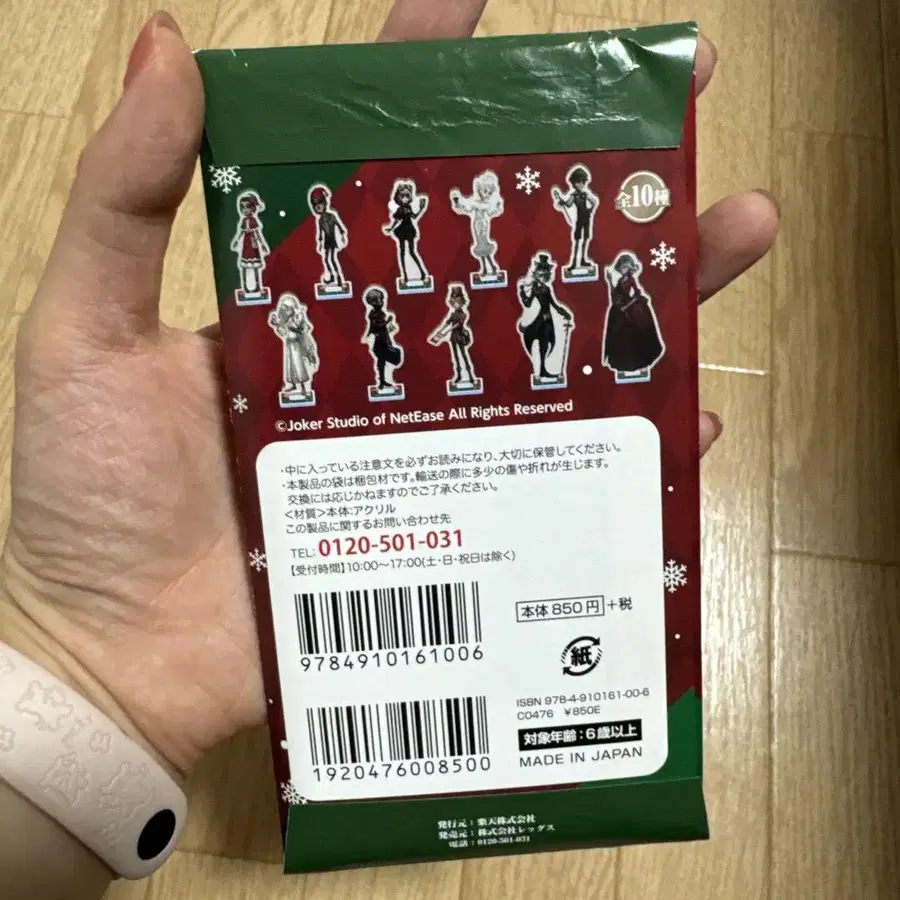 全10種
©Joker Studio of NetEase All Rights Reserved
・中に入っている注意文を必ずお読みになり、大切に保管してください。
・本製品の袋は梱包材です。輸送の際に多少の傷や折れが生じます。
交換には応じかねますのでご了承ください。
<材質>本体:アクリル
この製品に関するお問い合わせ先
TEL: 0120-501-031
【受付時間】10:00〜17:00(土・日・祝日は除く)
9784910161006
本体 850円 +税
紙
ISBN 978-4-910161-00-6
C0476 ¥850E
1920476008500
対象年齢:6歳以上
MADE IN JAPAN
発行元:楽天株式会社
発売元:株式会社レッグス
電話:0120-501-031